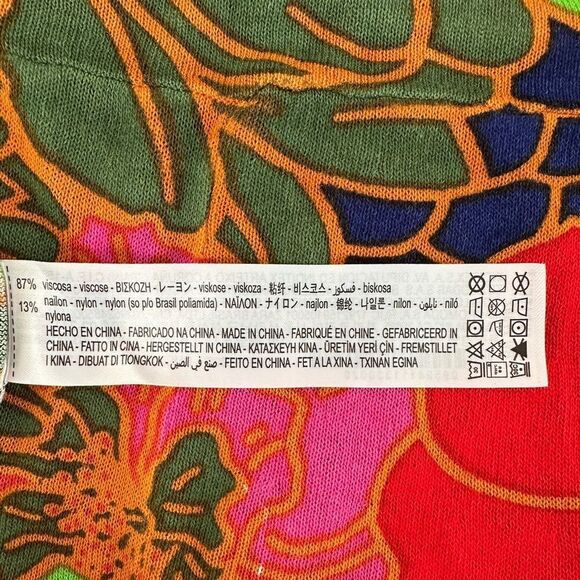 87% viscosa - viscose - ΒΙΣΚΟΖΗ - レーヨン - viskose - viskoza - 粘纤 - 비스코스 - فسكوز - biskosa
13% nailon - nylon - nylon (so p/o Brasil poliamida) - ΝΑΪΛΟΝ - ナイロン - najlon - 锦纶 - 나일론 - nilon - نايلون - niló
nylona
HECHO EN CHINA - FABRICADO NA CHINA - MADE IN CHINA - FABRIQUÉ EN CHINE - GEFABRICEERD IN
CHINA - FATTO IN CINA - HERGESTELLT IN CHINA - ΚΑΤΑΣΚΕΥΗ ΚΙΝΑ - ÜRETİM YERİ ÇİN - FREMSTILLET
I KINA - DIBUAT DI TIONGKOK - صنع في الصين - FEITO EN CHINA - FET A LA XINA - TXINAN EGINA